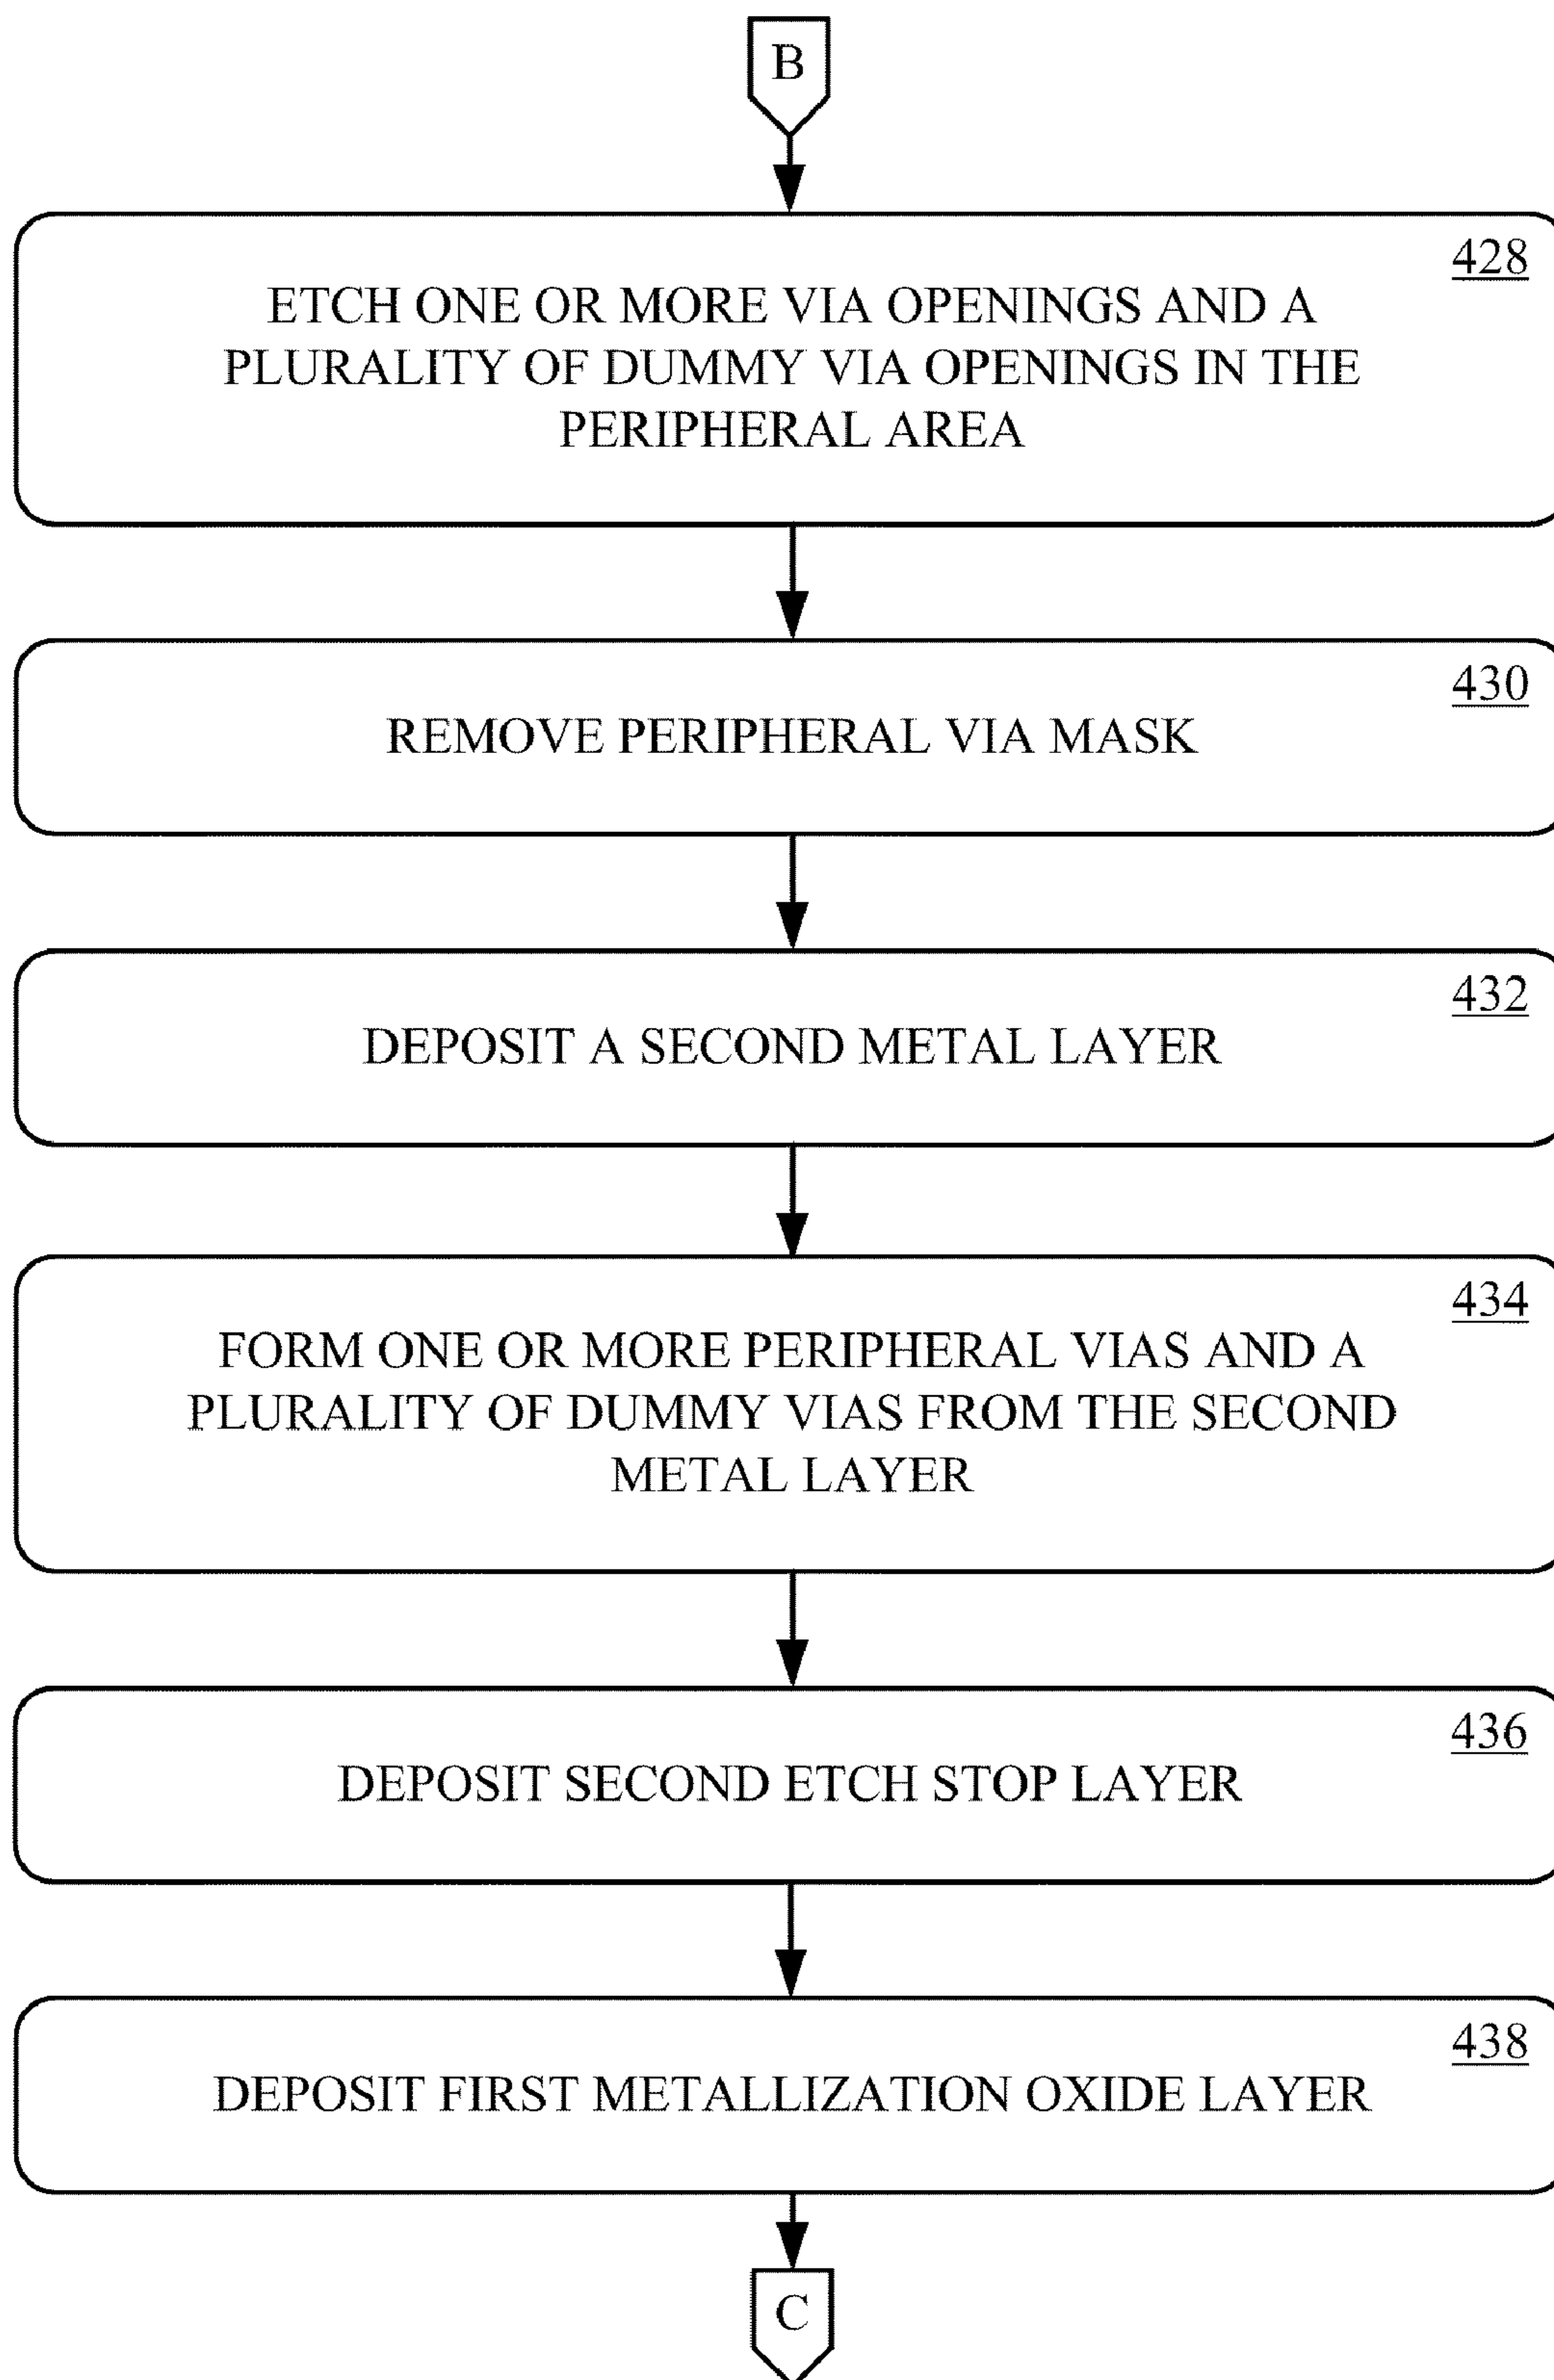 B
428
ETCH ONE OR MORE VIA OPENINGS AND A
PLURALITY OF DUMMY VIA OPENINGS IN THE
PERIPHERAL AREA
430
REMOVE PERIPHERAL VIA MASK
432
DEPOSIT A SECOND METAL LAYER
434
FORM ONE OR MORE PERIPHERAL VIAS AND A
PLURALITY OF DUMMY VIAS FROM THE SECOND
METAL LAYER
436
DEPOSIT SECOND ETCH STOP LAYER
438
DEPOSIT FIRST METALLIZATION OXIDE LAYER
C